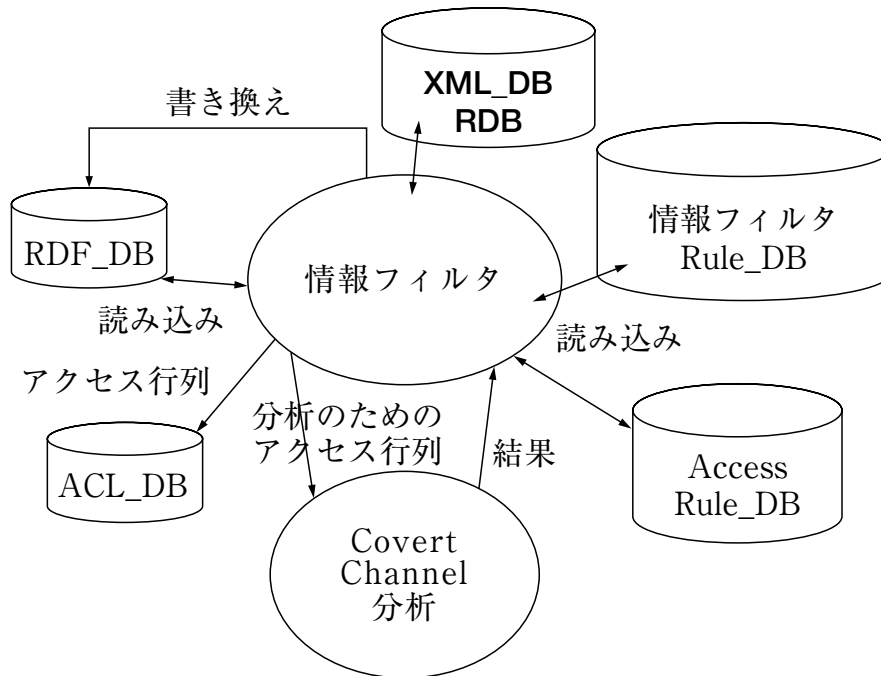 XML_DB
RDB
書き換え
情報フィルタ
Rule_DB
RDF_DB
情報フィルタ
読み込み
読み込み
アクセス行列
分析のための
アクセス行列
結果
ACL_DB
Access
Rule_DB
Covert
Channel
分析